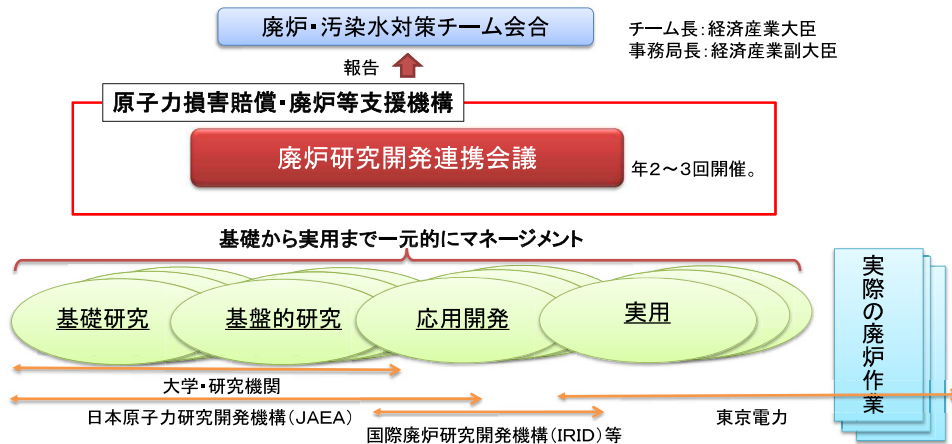 廃炉・汚染水対策チーム会合
チーム長：経済産業大臣
事務局長：経済産業副大臣
報告
原子力損害賠償・廃炉等支援機構
廃炉研究開発連携会議
年２～３回開催。
基礎から実用まで一元的にマネージメント
基礎研究
基盤的研究
応用開発
実用
実際の廃炉作業
大学・研究機関
日本原子力研究開発機構（JAEA）
東京電力
国際廃炉研究開発機構（IRID）等